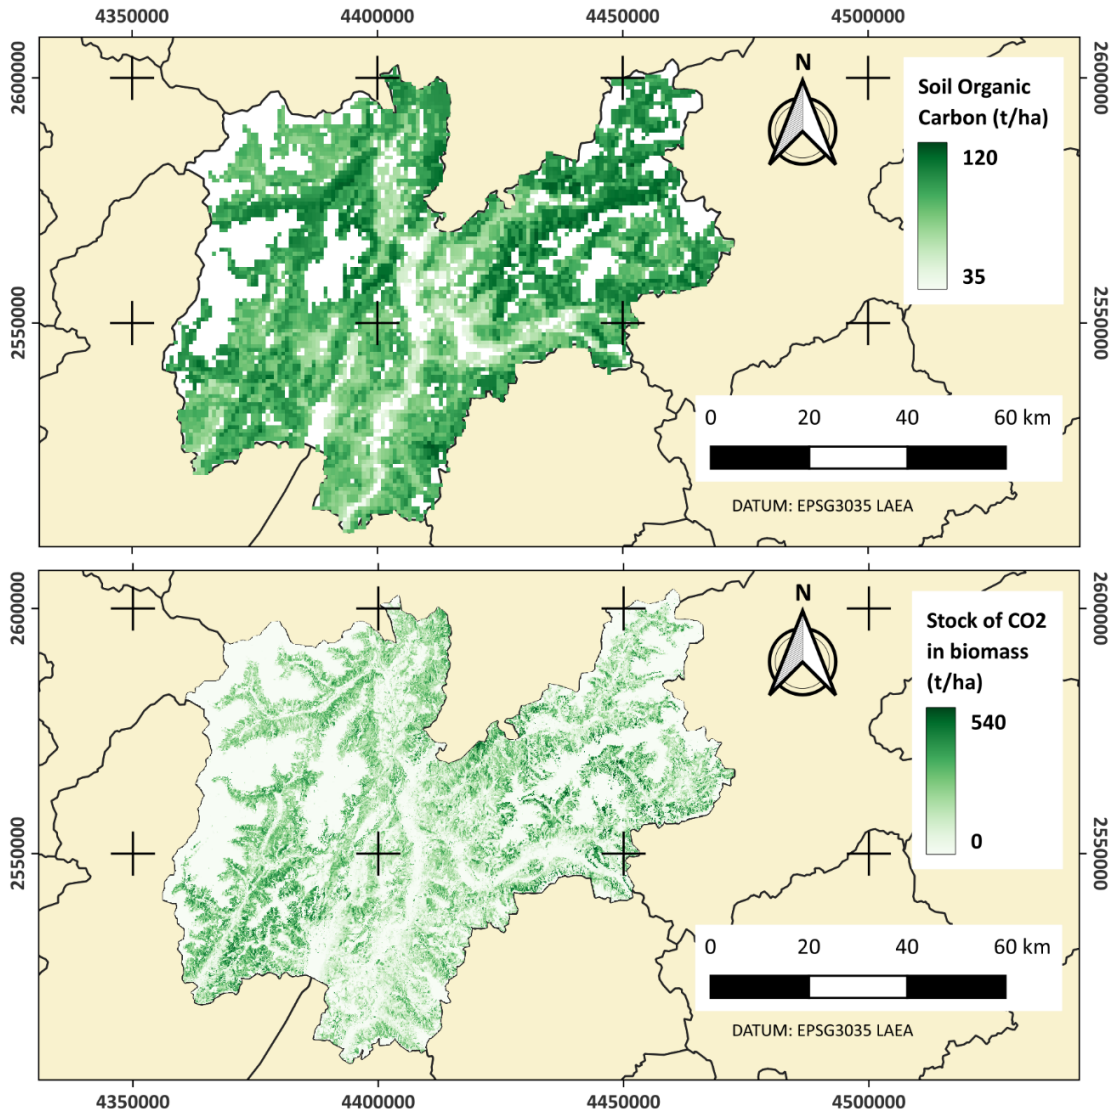 4350000 4400000 4450000 4500000
2600000
2550000
2600000
2550000
N
Soil Organic
Carbon (t/ha)
120
35
0 20 40 60 km
DATUM: EPSG3035 LAEA
2600000
2550000
2600000
2550000
N
Stock of CO2
in biomass
(t/ha)
540
0
0 20 40 60 km
DATUM: EPSG3035 LAEA
4350000 4400000 4450000 4500000